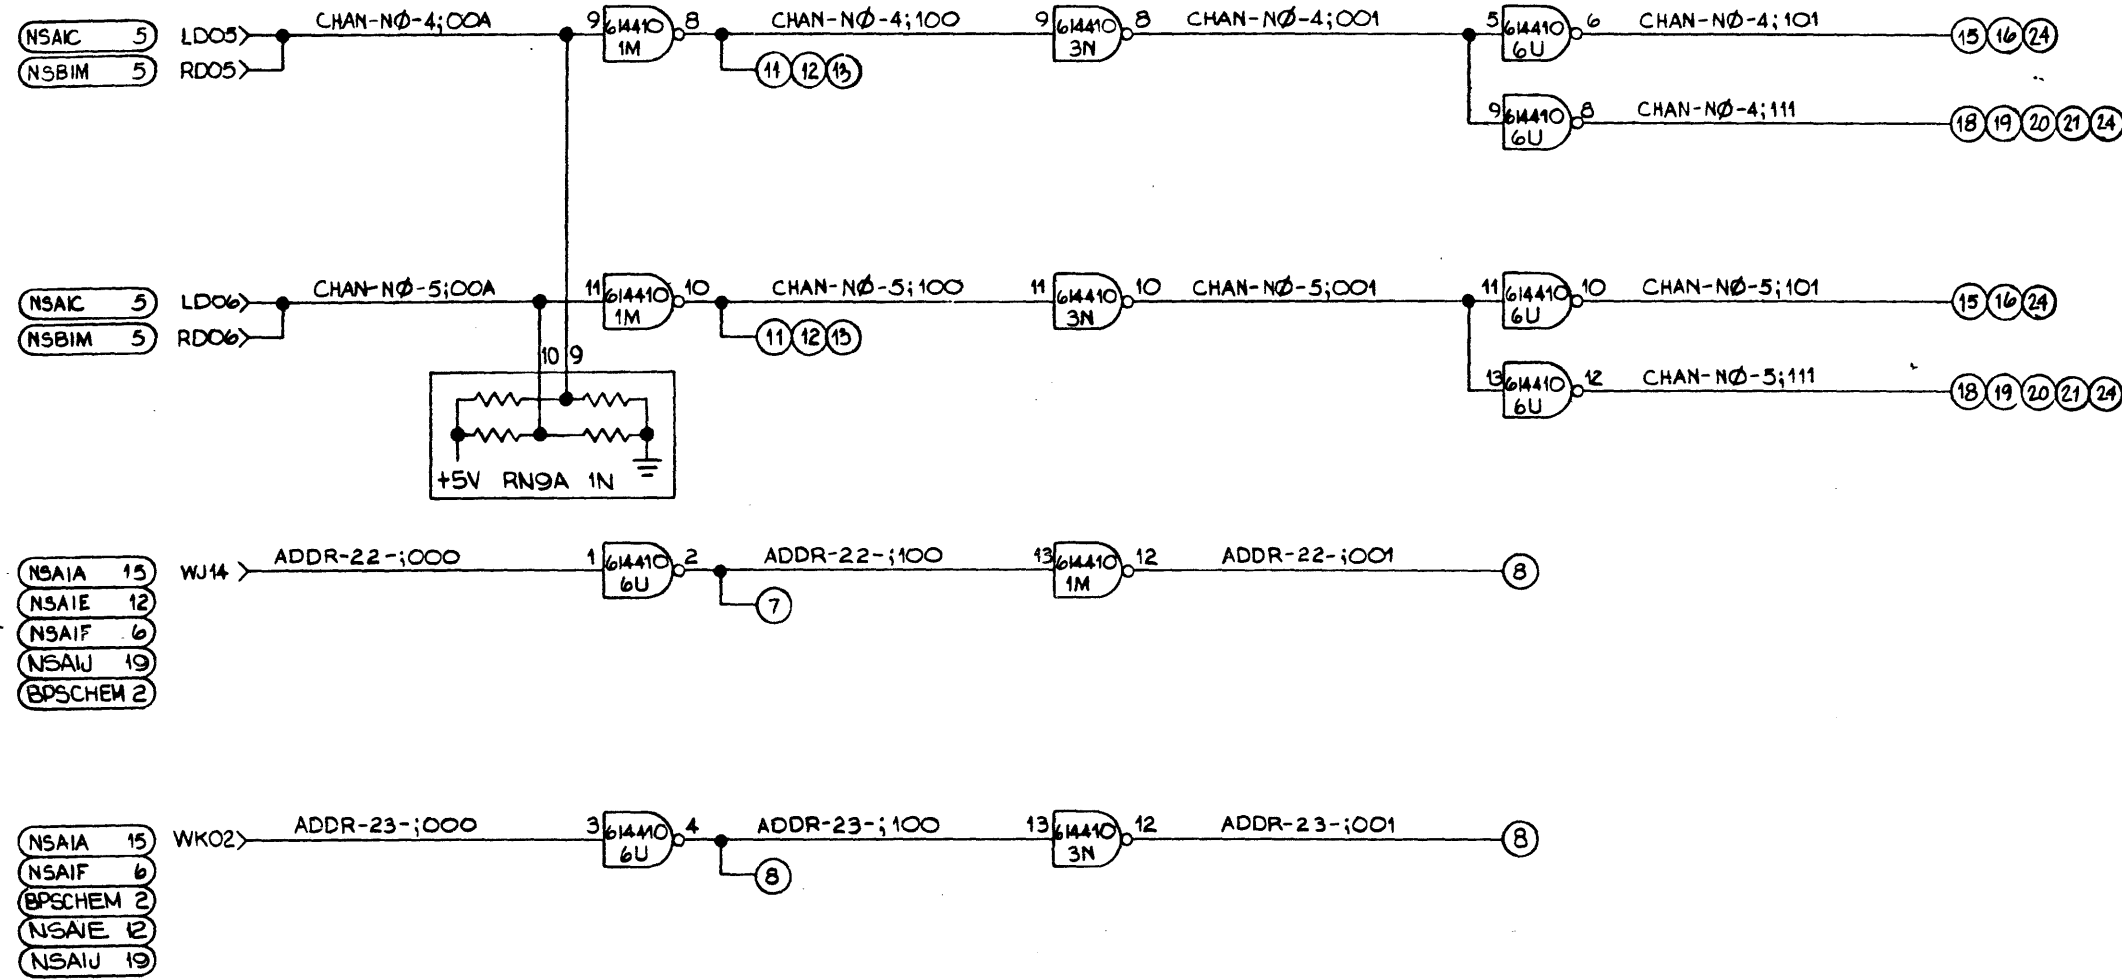 NSAIC 5 LD05 CHAN-NØ-4;00A 9 614410 1M 8 CHAN-NØ-4;100 9 614410 3N 8 CHAN-NØ-4;001 5 614410 6U 6 CHAN-NØ-4;101 15 16 24
NSBIM 5 RD05 11 12 13
9 614410 6U 8 CHAN-NØ-4;111 18 19 20 21 24
NSAIC 5 LD06 CHAN-NØ-5;00A 11 614410 1M 10 CHAN-NØ-5;100 11 614410 3N 10 CHAN-NØ-5;001 11 614410 6U 10 CHAN-NØ-5;101 15 16 24
NSBIM 5 RD06 11 12 13
10 9
13 614410 6U 12 CHAN-NØ-5;111 18 19 20 21 24
+5V RN9A 1N
NSAIA 15 WJ14 ADDR-22-;000 1 614410 6U 2 ADDR-22-;100 13 614410 1M 12 ADDR-22-;001 8
NSAIE 12 7
NSAIF 6
NSAIJ 19
BPSCHEM 2
NSAIA 15 WK02 ADDR-23-;000 3 614410 6U 4 ADDR-23-;100 13 614410 3N 12 ADDR-23-;001 8
NSAIF 6 8
BPSCHEM 2
NSAIE 12
NSAIJ 19